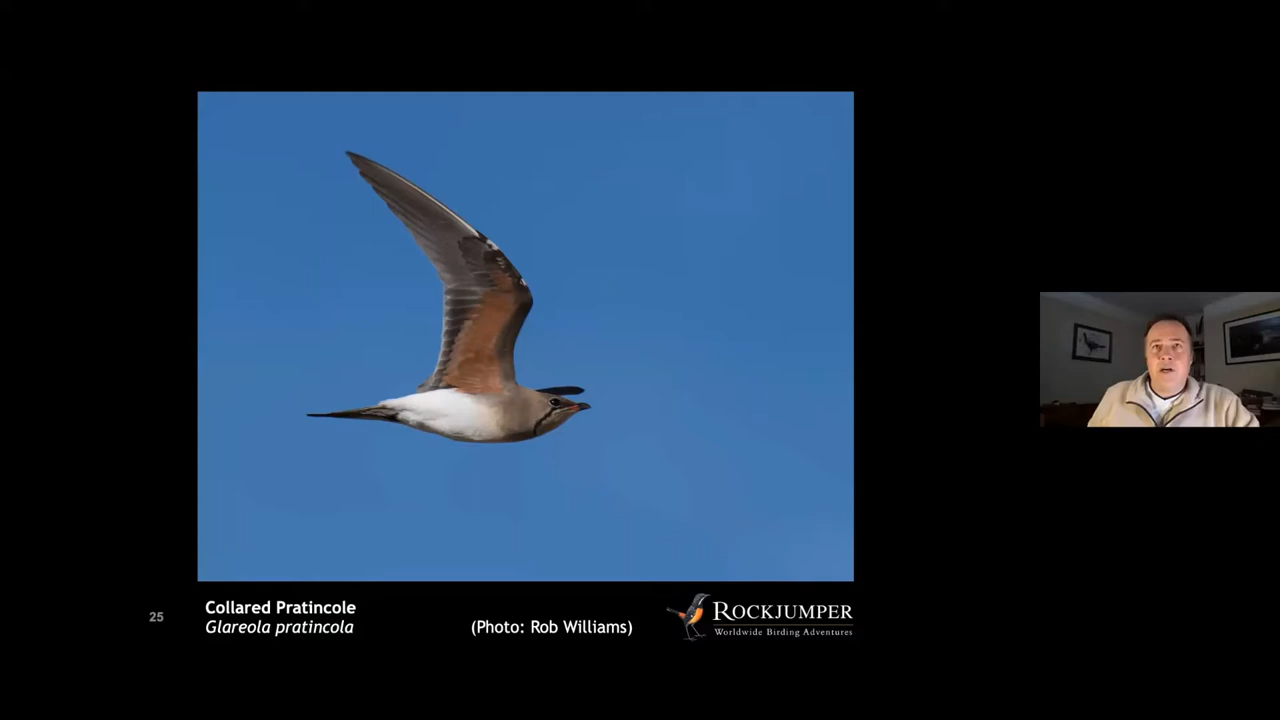 25
Collared Pratincole
Glareola pratincola
(Photo: Rob Williams)
ROCKJUMPER
Worldwide Birding Adventures